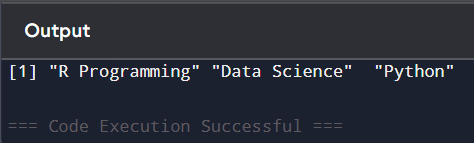 Output
[1] "R Programming" "Data Science"  "Python"
=== Code Execution Successful ===